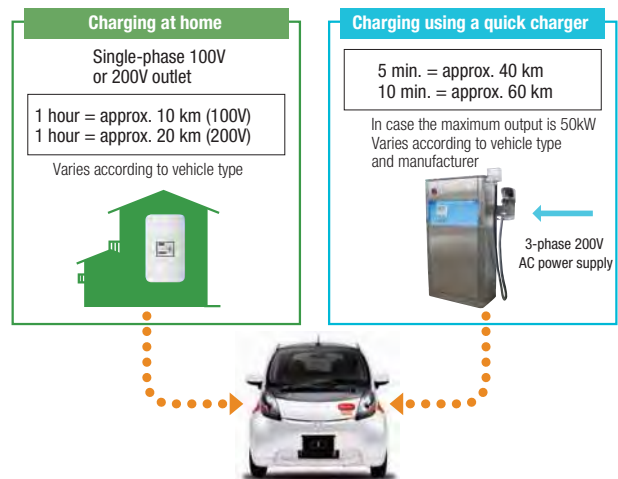 Charging at home
Single-phase 100V
or 200V outlet
1 hour = approx. 10 km (100V)
1 hour = approx. 20 km (200V)
Varies according to vehicle type
Charging using a quick charger
5 min. = approx. 40 km
10 min. = approx. 60 km
In case the maximum output is 50kW
Varies according to vehicle type
and manufacturer
3-phase 200V
AC power supply